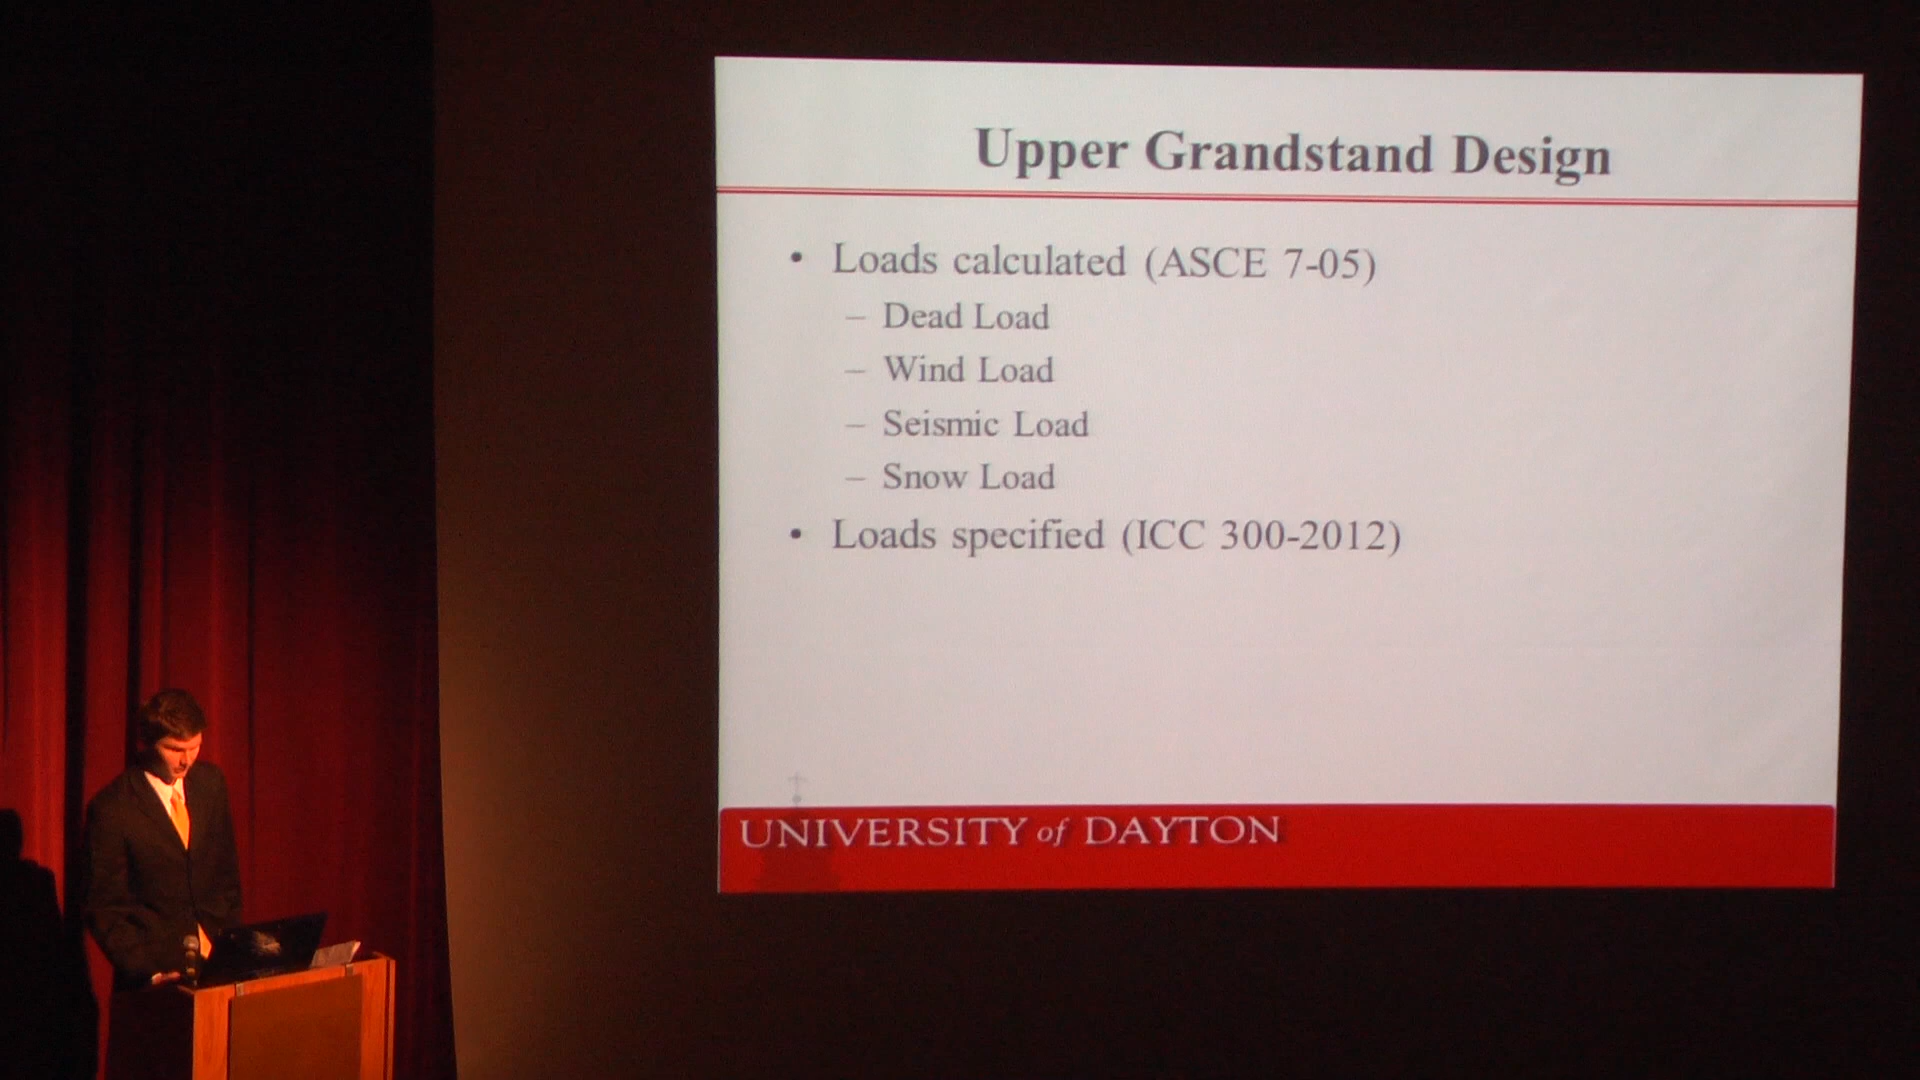 Upper Grandstand Design
• Loads calculated (ASCE 7-05)
– Dead Load
– Wind Load
– Seismic Load
– Snow Load
• Loads specified (ICC 300-2012)
UNIVERSITY of DAYTON